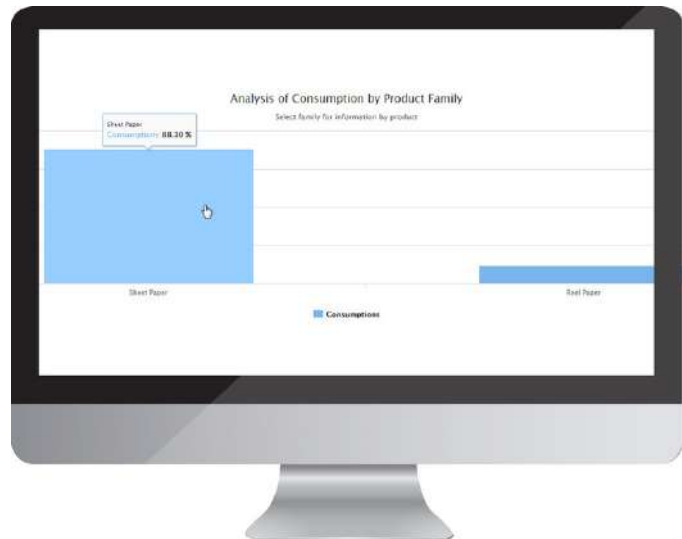 Analysis of Consumption by Product Family
Select family for information by product
Sheet Paper
Consumptions: 88.20 %
Sheet Paper
Reel Paper
Consumptions